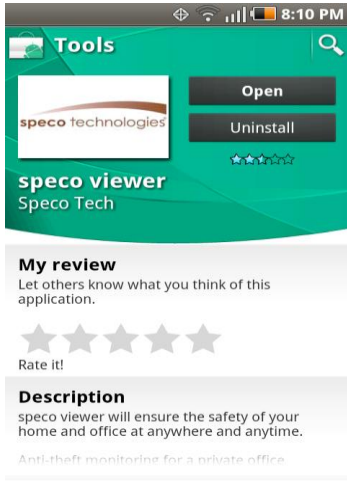 8:10 PM
Tools
speco technologies
Open
Uninstall
speco viewer
Speco Tech
My review
Let others know what you think of this
application.
Rate it!
Description
speco viewer will ensure the safety of your
home and office at anywhere and anytime.
Anti-theft monitoring for a private office